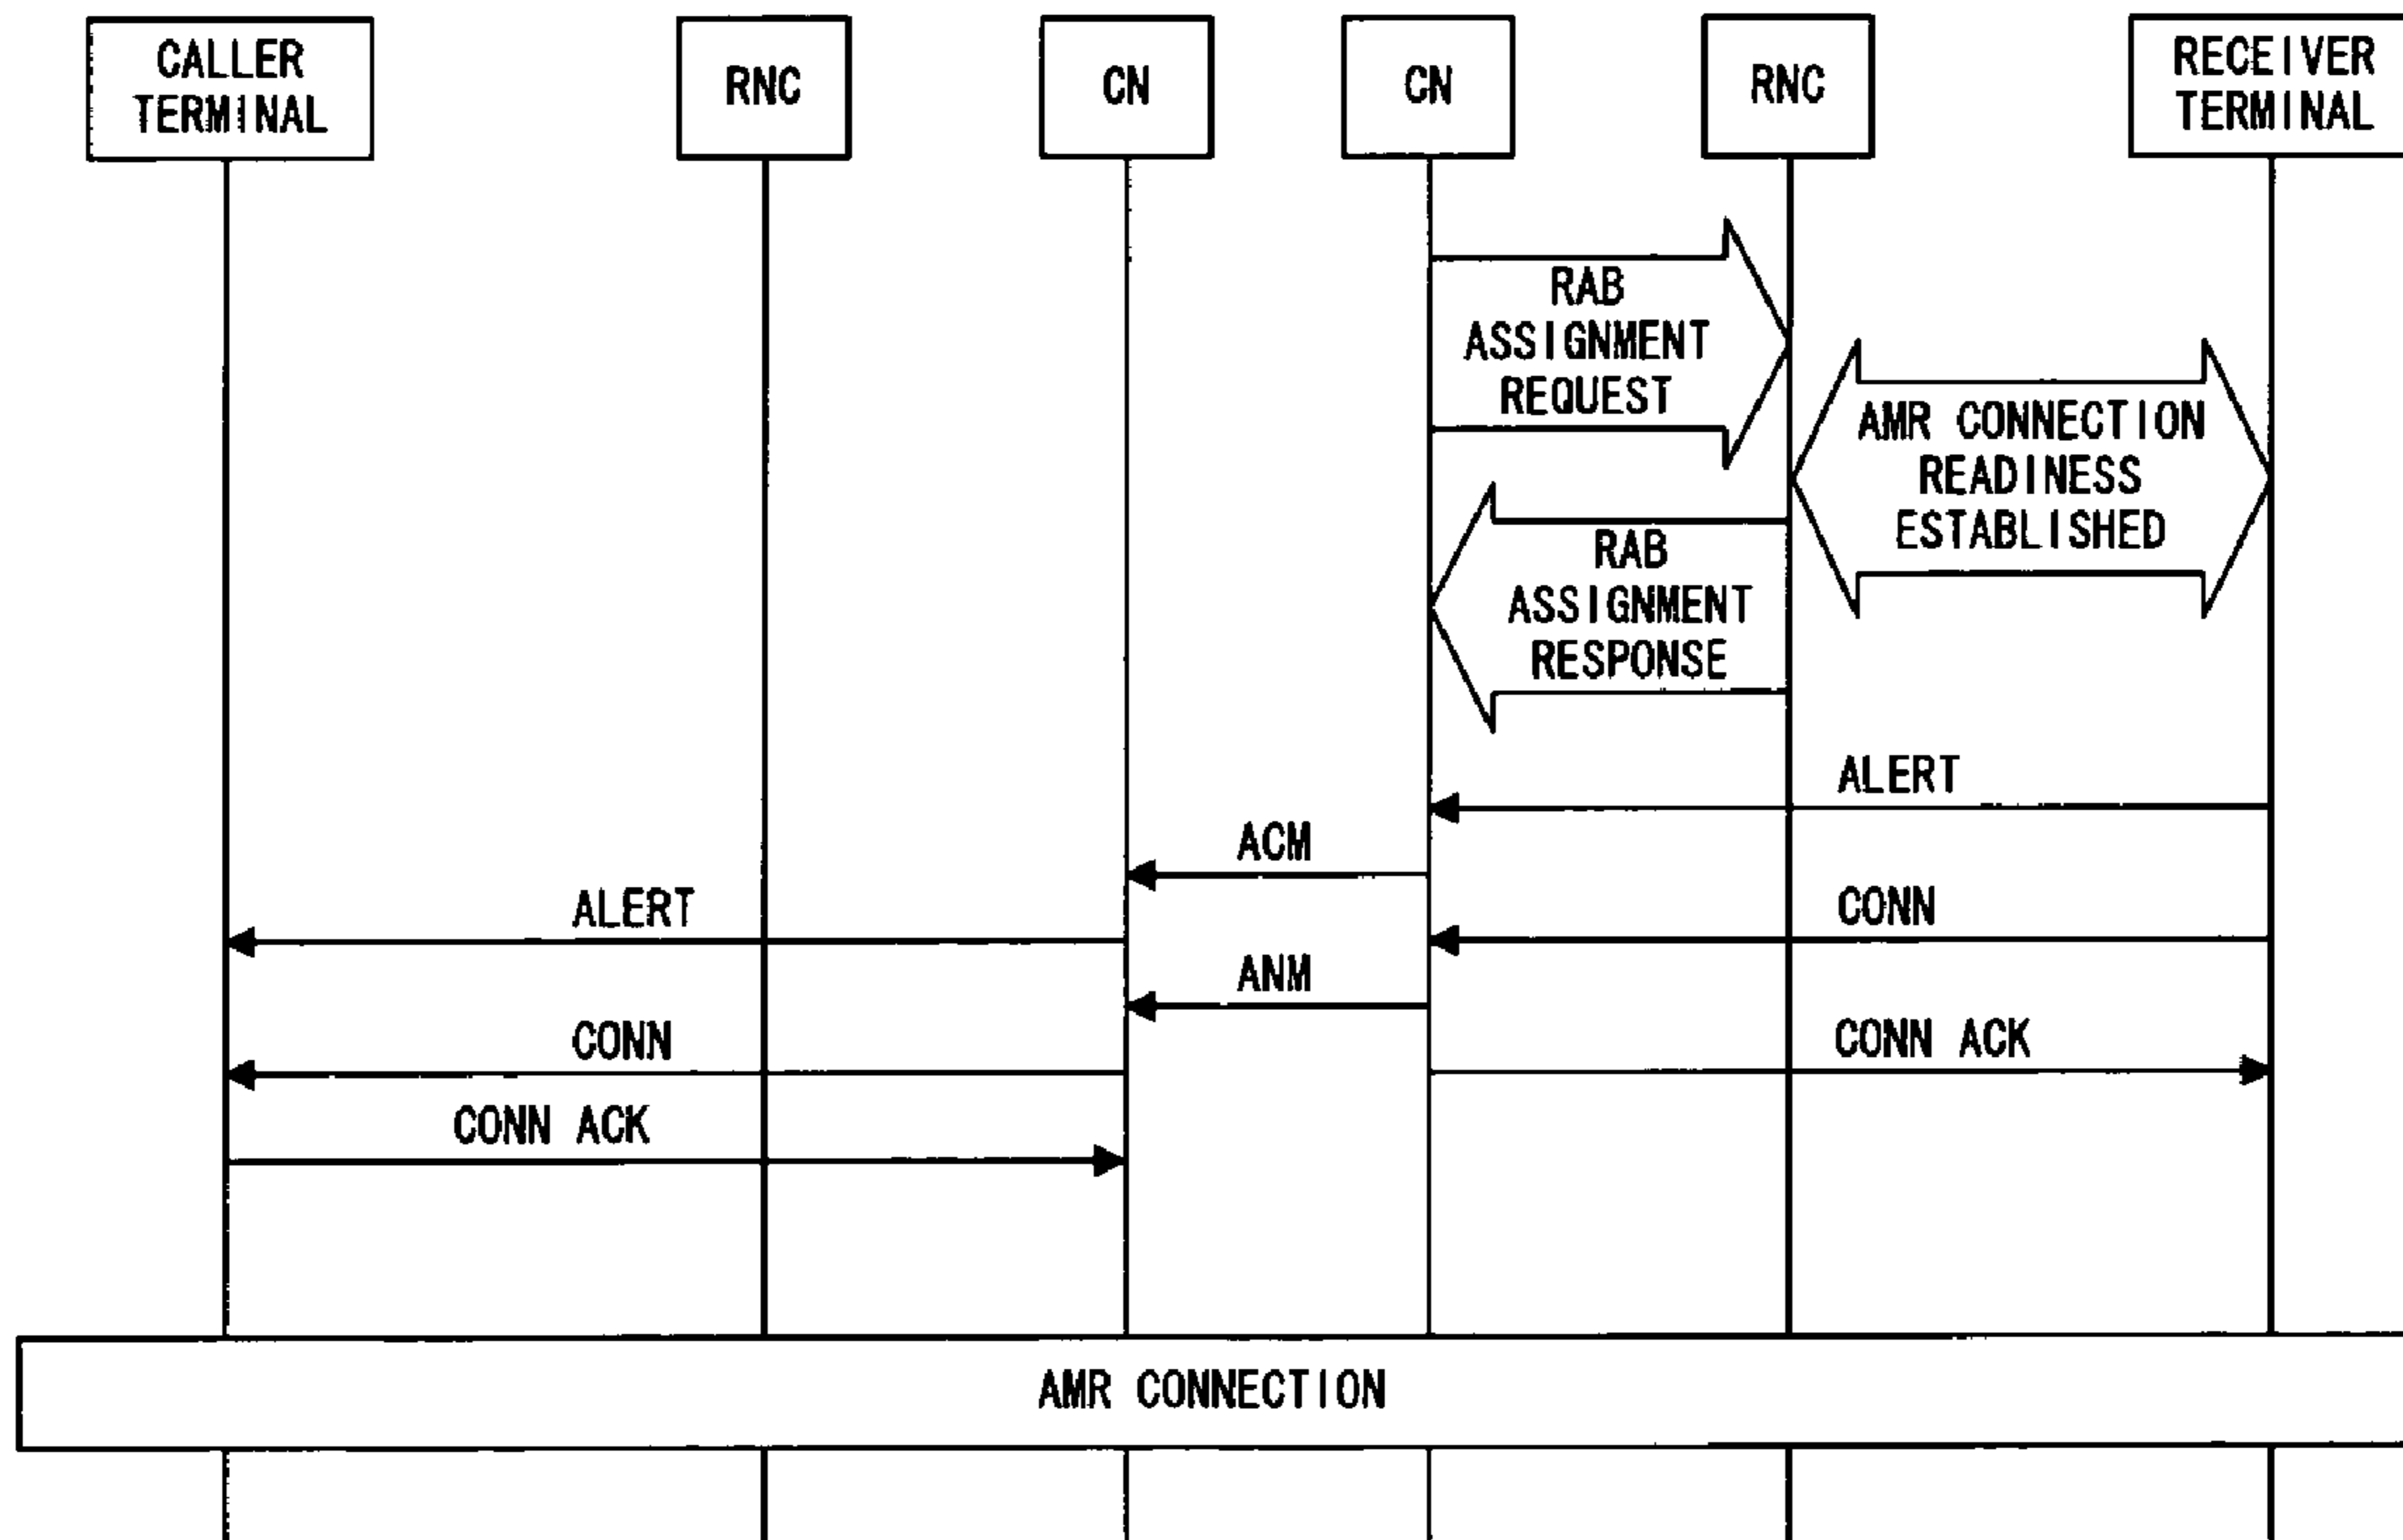 CALLER
TERMINAL
RNC
CN
CN
RNC
RECEIVER
TERMINAL
RAB
ASSIGNMENT
REQUEST
AMR CONNECTION
READINESS
ESTABLISHED
RAB
ASSIGNMENT
RESPONSE
ALERT
ACM
ALERT
CONN
ANM
CONN
CONN ACK
CONN ACK
AMR CONNECTION